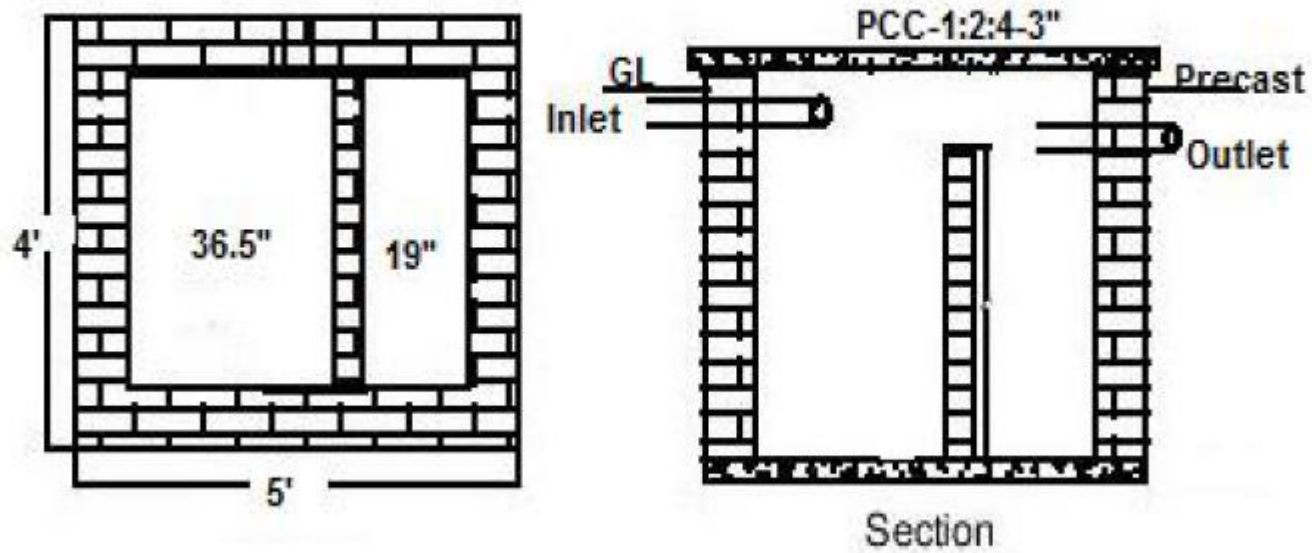 4'
36.5"
19"
5'
PCC-1:2:4-3"
GL
Precast
Inlet
Outlet
Section